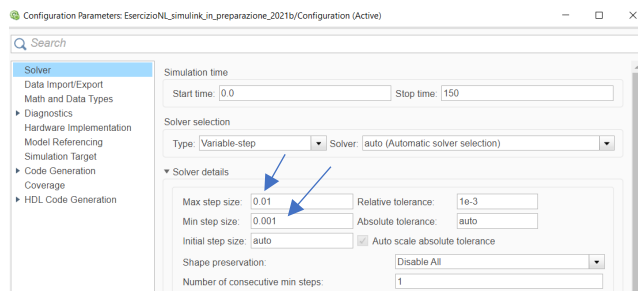 Configuration Parameters: EsercizioNL_simulink_in_preparazione_2021b/Configuration (Active)
Search
Solver
Data Import/Export
Math and Data Types
Diagnostics
Hardware Implementation
Model Referencing
Simulation Target
Code Generation
Coverage
HDL Code Generation
Simulation time
Start time: 0.0 Stop time: 150
Solver selection
Type: Variable-step Solver: auto (Automatic solver selection)
Solver details
Max step size: 0.01 Relative tolerance: 1e-3
Min step size: 0.001 Absolute tolerance: auto
Initial step size: auto Auto scale absolute tolerance
Shape preservation: Disable All
Number of consecutive min steps: 1